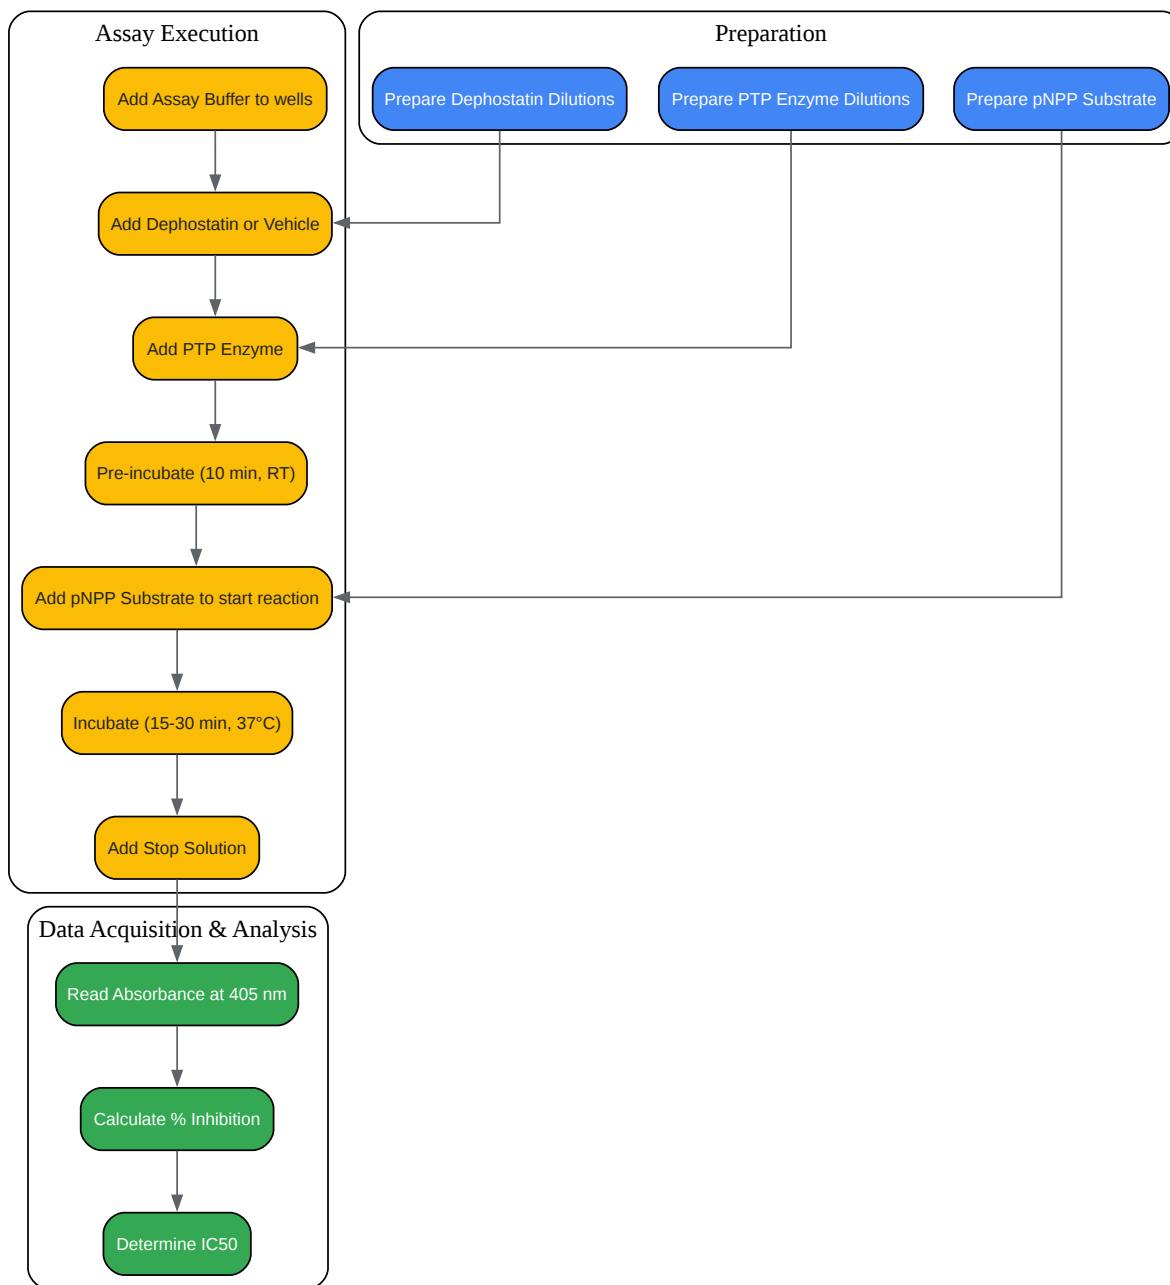 Assay Execution
Add Assay Buffer to wells
Add Dephostatin or Vehicle
Add PTP Enzyme
Pre-incubate (10 min, RT)
Add pNPP Substrate to start reaction
Incubate (15-30 min, 37°C)
Add Stop Solution
Preparation
Prepare Dephostatin Dilutions
Prepare PTP Enzyme Dilutions
Prepare pNPP Substrate
Data Acquisition & Analysis
Read Absorbance at 405 nm
Calculate % Inhibition
Determine IC50